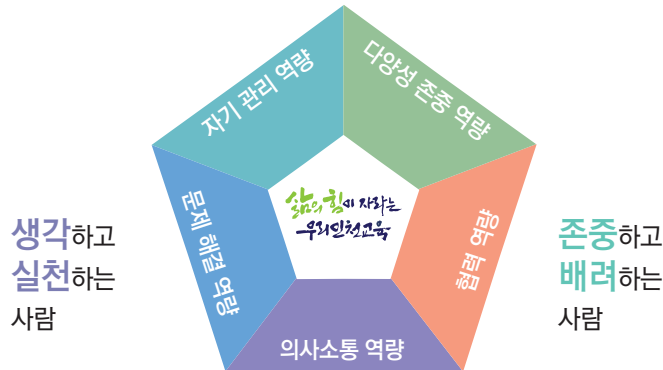 자기 관리 역량
다양성 존중 역량
문제 해결 역량
삶의 힘이 자라는
우리인천교육
협력 역량
의사소통 역량
생각하고
실천하는
사람
존중하고
배려하는
사람